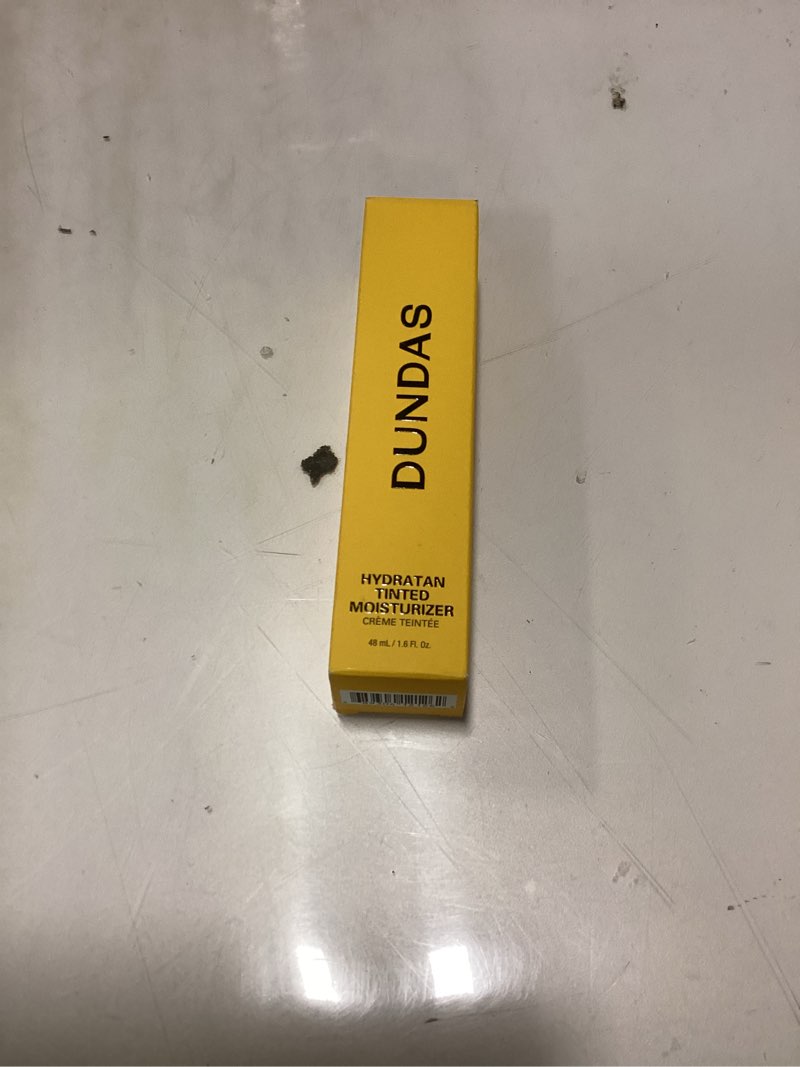 DUNDAS
HYDRATAN
TINTED
MOISTURIZER
CRÈME TEINTÉE
48 mL / 1.6 Fl. Oz.